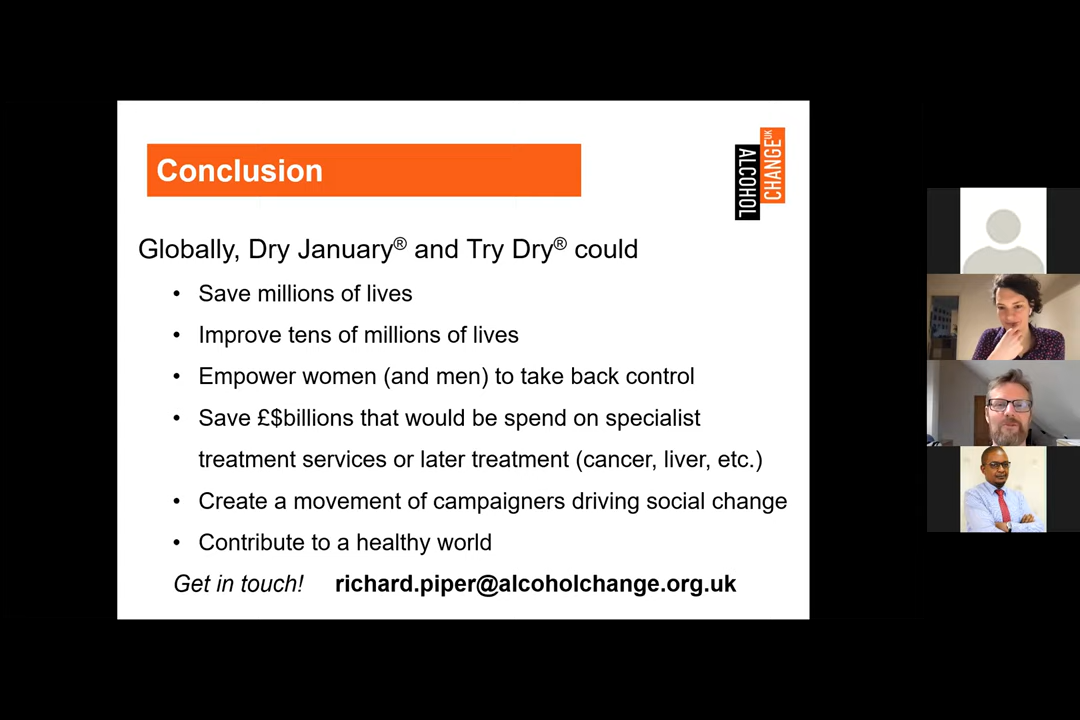 Conclusion
ALCOHOL
CHANGE UK
Globally, Dry January® and Try Dry® could
• Save millions of lives
• Improve tens of millions of lives
• Empower women (and men) to take back control
• Save £$billions that would be spend on specialist
treatment services or later treatment (cancer, liver, etc.)
• Create a movement of campaigners driving social change
• Contribute to a healthy world
Get in touch! richard.piper@alcoholchange.org.uk